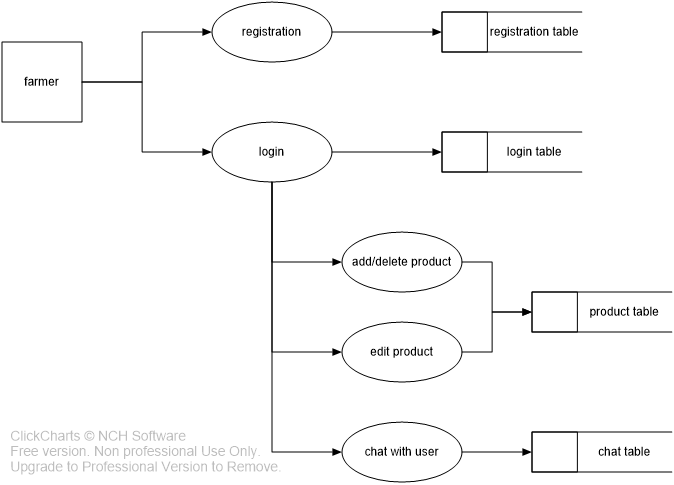 registration
registration table
farmer
login
login table
add/delete product
product table
edit product
chat with user
chat table
ClickCharts © NCH Software
Free version. Non professional Use Only.
Upgrade to Professional Version to Remove.